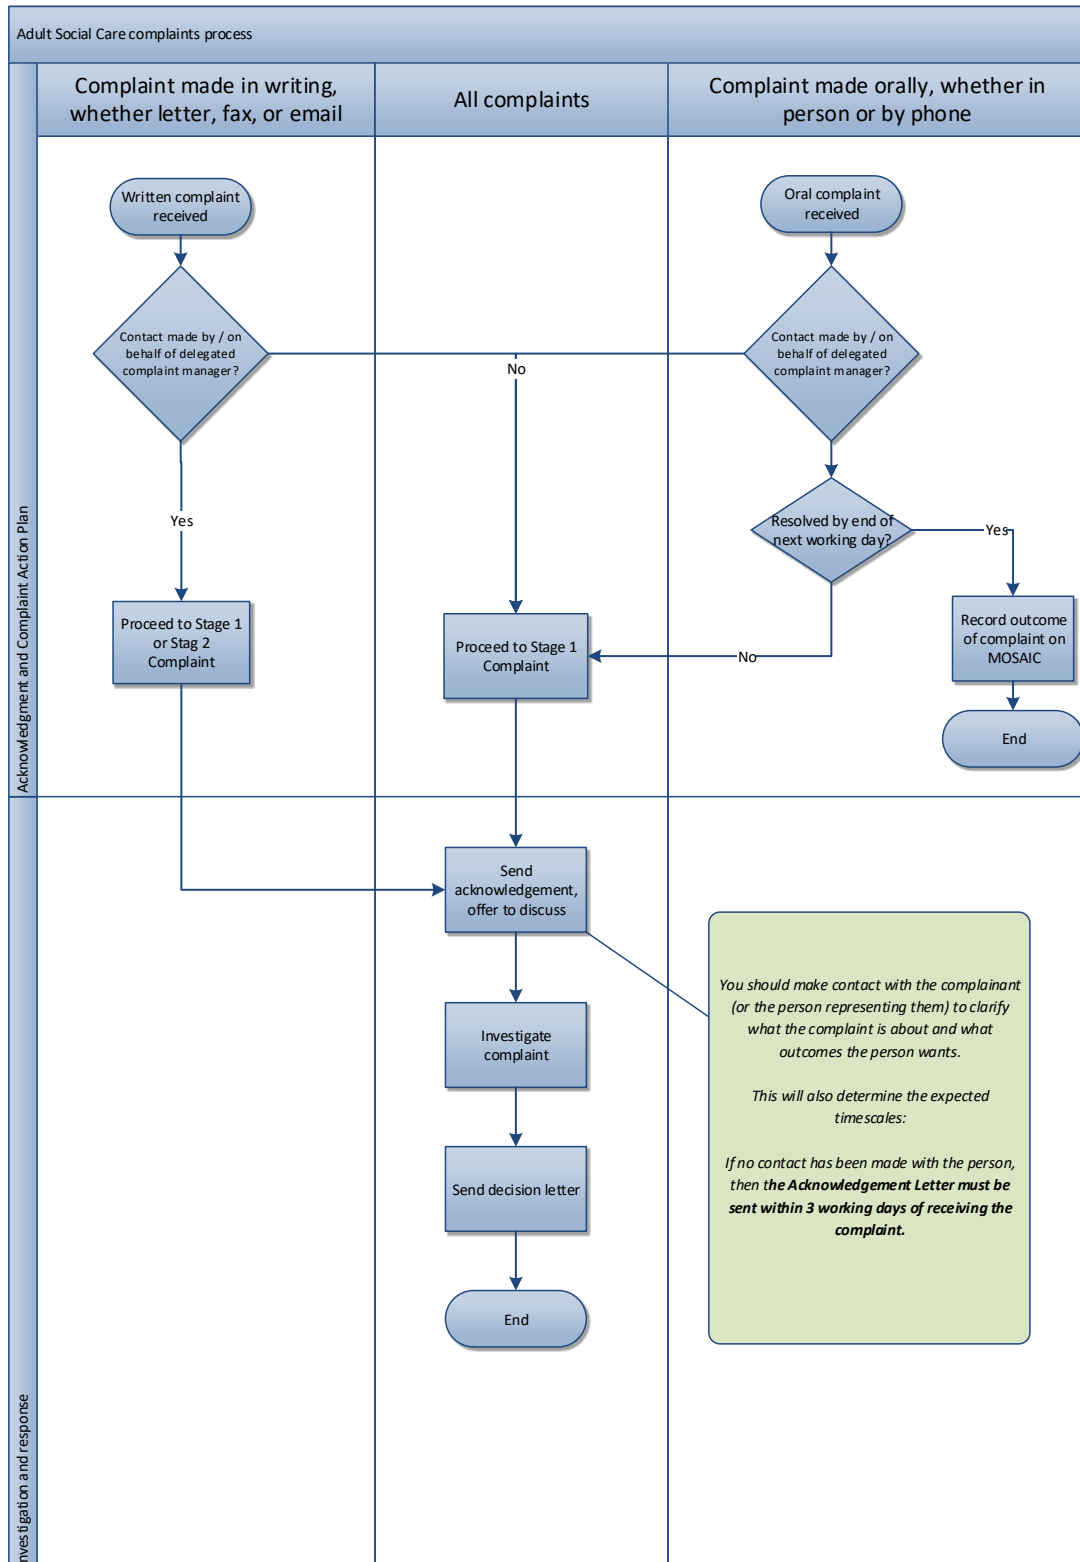 Adult Social Care complaints process
Complaint made in writing,
whether letter, fax, or email
All complaints
Complaint made orally, whether in
person or by phone
Acknowledgment and Complaint Action Plan
Written complaint
received
Oral complaint
received
Contact made by / on
behalf of delegated
complaint manager?
Contact made by / on
behalf of delegated
complaint manager?
No
Yes
Resolved by end of
next working day?
Yes
Proceed to Stage 1
or Stag 2
Complaint
Proceed to Stage 1
Complaint
No
Record outcome
of complaint on
MOSAIC
End
Send
acknowledgement,
offer to discuss
You should make contact with the complainant
(or the person representing them) to clarify
what the complaint is about and what
outcomes the person wants.
This will also determine the expected
timescales:
If no contact has been made with the person,
then the Acknowledgement Letter must be
sent within 3 working days of receiving the
complaint.
Investigate
complaint
Send decision letter
End
nvestigation and response